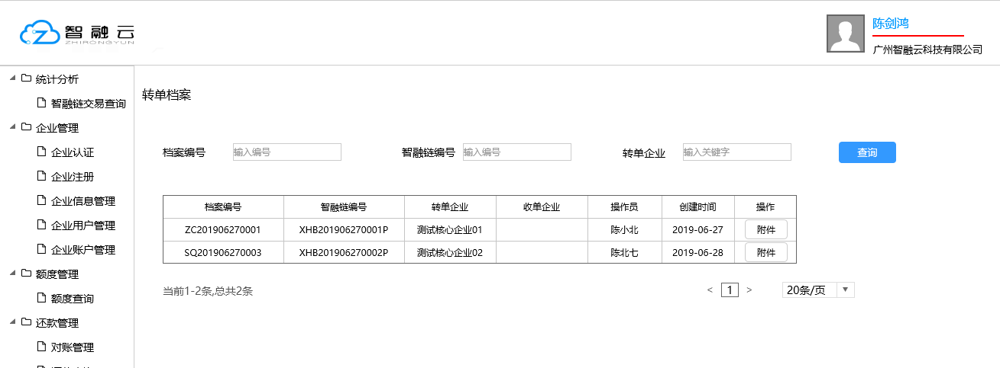 智融云
ZHIRONGYUN
陈剑鸿
广州智融云科技有限公司
统计分析
智融链交易查询
企业管理
企业认证
企业注册
企业信息管理
企业用户管理
企业账户管理
额度管理
额度查询
还款管理
对账管理
转单档案
档案编号 输入编号 智融链编号 输入编号 转单企业 输入关键字 查询
档案编号 智融链编号 转单企业 收单企业 操作员 创建时间 操作
ZC201906270001 XHB201906270001P 测试核心企业01 陈小北 2019-06-27 附件
SQ201906270003 XHB201906270002P 测试核心企业02 陈北七 2019-06-28 附件
当前1-2条,总共2条 < 1 > 20条/页